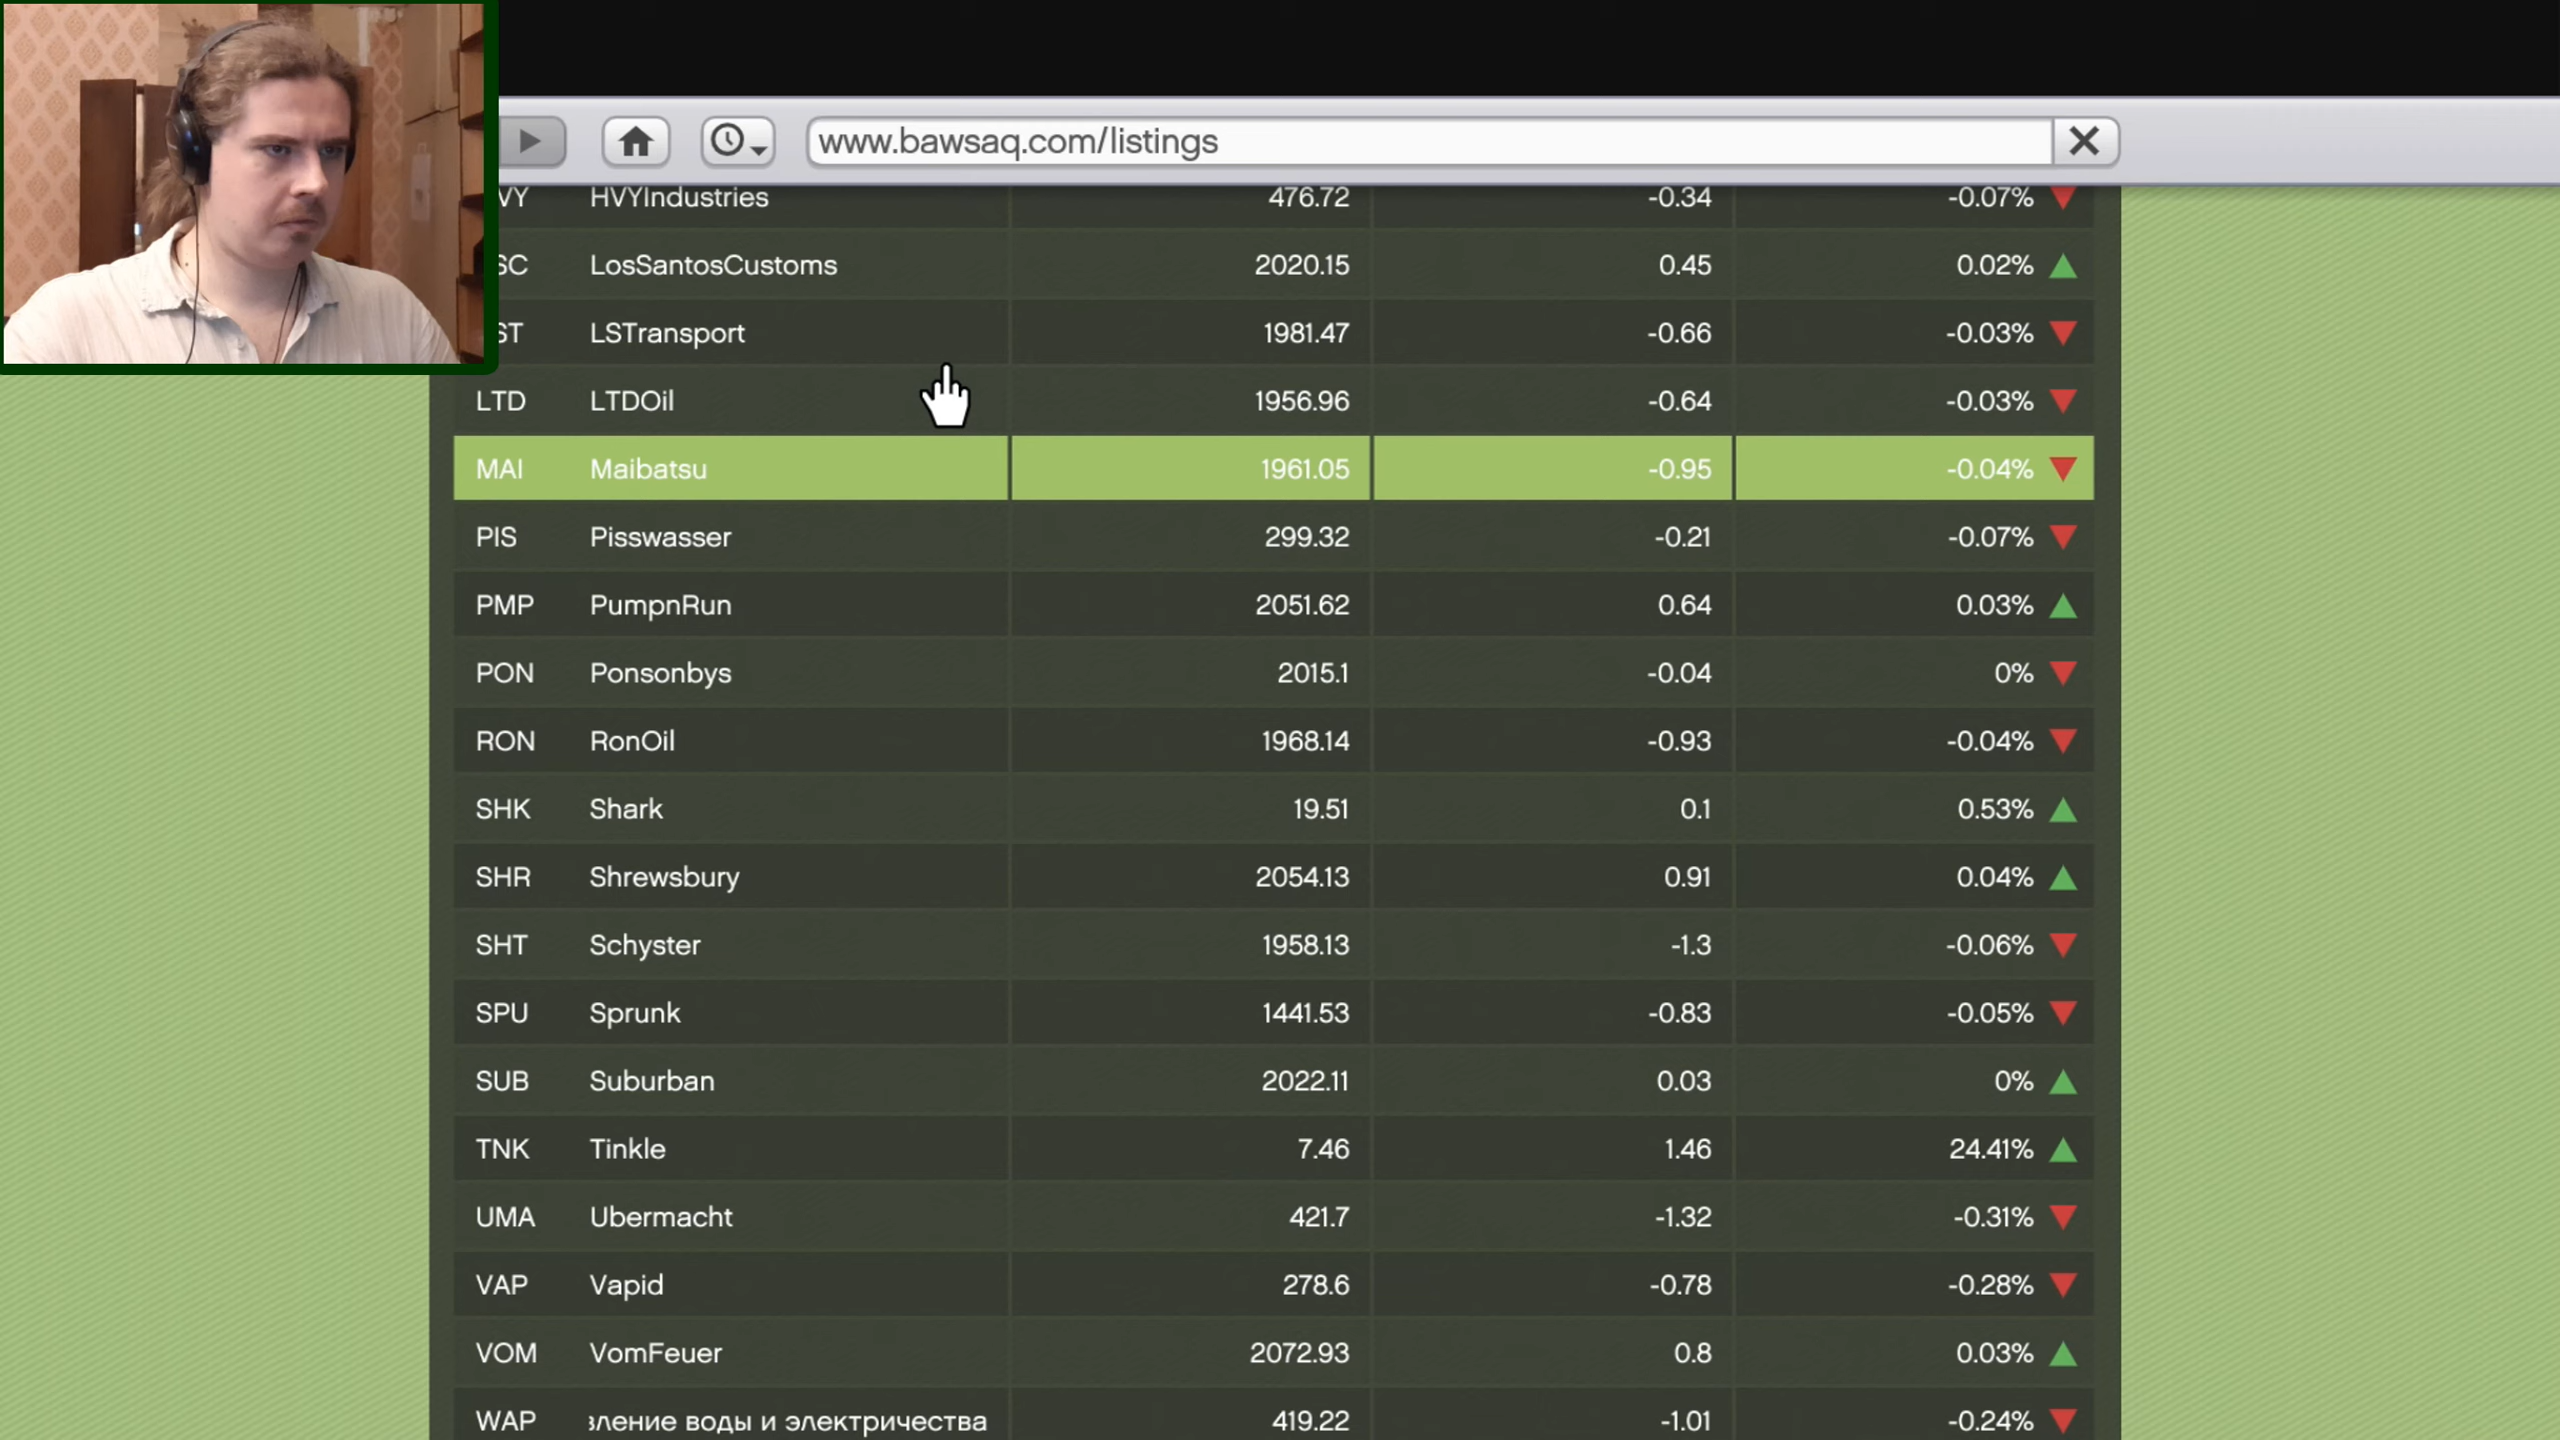 www.bawsaq.com/listings
VY HVYIndustries 476.72 -0.34 -0.07%
SC LosSantosCustoms 2020.15 0.45 0.02%
ST LSTransport 1981.47 -0.66 -0.03%
LTD LTDOil 1956.96 -0.64 -0.03%
MAI Maibatsu 1961.05 -0.95 -0.04%
PIS Pisswasser 299.32 -0.21 -0.07%
PMP PumpnRun 2051.62 0.64 0.03%
PON Ponsonbys 2015.1 -0.04 0%
RON RonOil 1968.14 -0.93 -0.04%
SHK Shark 19.51 0.1 0.53%
SHR Shrewsbury 2054.13 0.91 0.04%
SHT Schyster 1958.13 -1.3 -0.06%
SPU Sprunk 1441.53 -0.83 -0.05%
SUB Suburban 2022.11 0.03 0%
TNK Tinkle 7.46 1.46 24.41%
UMA Ubermacht 421.7 -1.32 -0.31%
VAP Vapid 278.6 -0.78 -0.28%
VOM VomFeuer 2072.93 0.8 0.03%
WAP вление воды и электричества 419.22 -1.01 -0.24%